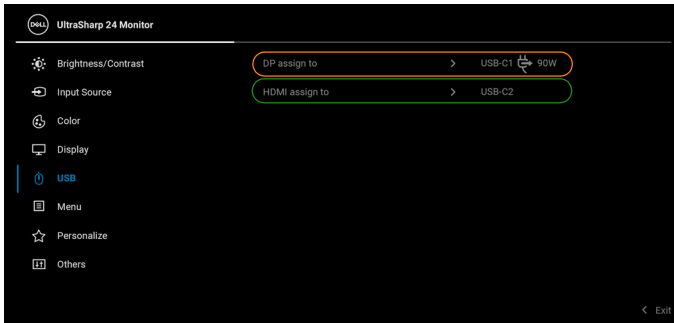 DELL UltraSharp 24 Monitor
Brightness/Contrast
DP assign to > USB-C1 90W
Input Source
HDMI assign to > USB-C2
Color
Display
USB
Menu
Personalize
Others
< Exit